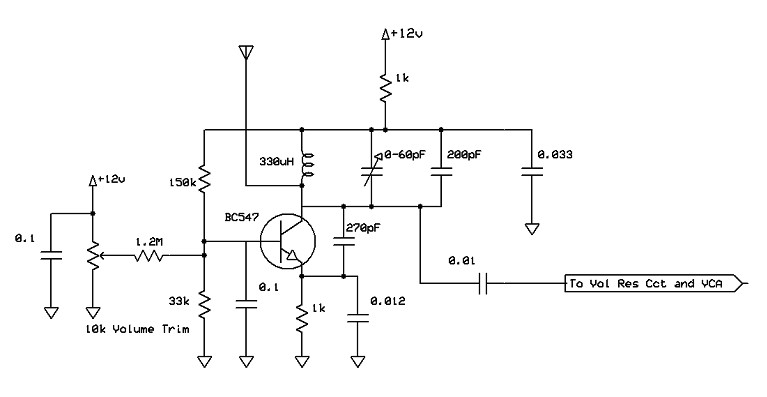 +12v
1k
330uH
0-60pF
200pF
0.033
150k
+12v
BC547
270pF
0.1
1.2M
0.01
To Vol Res Cct and VCA
33k
0.1
1k
0.012
10k Volume Trim